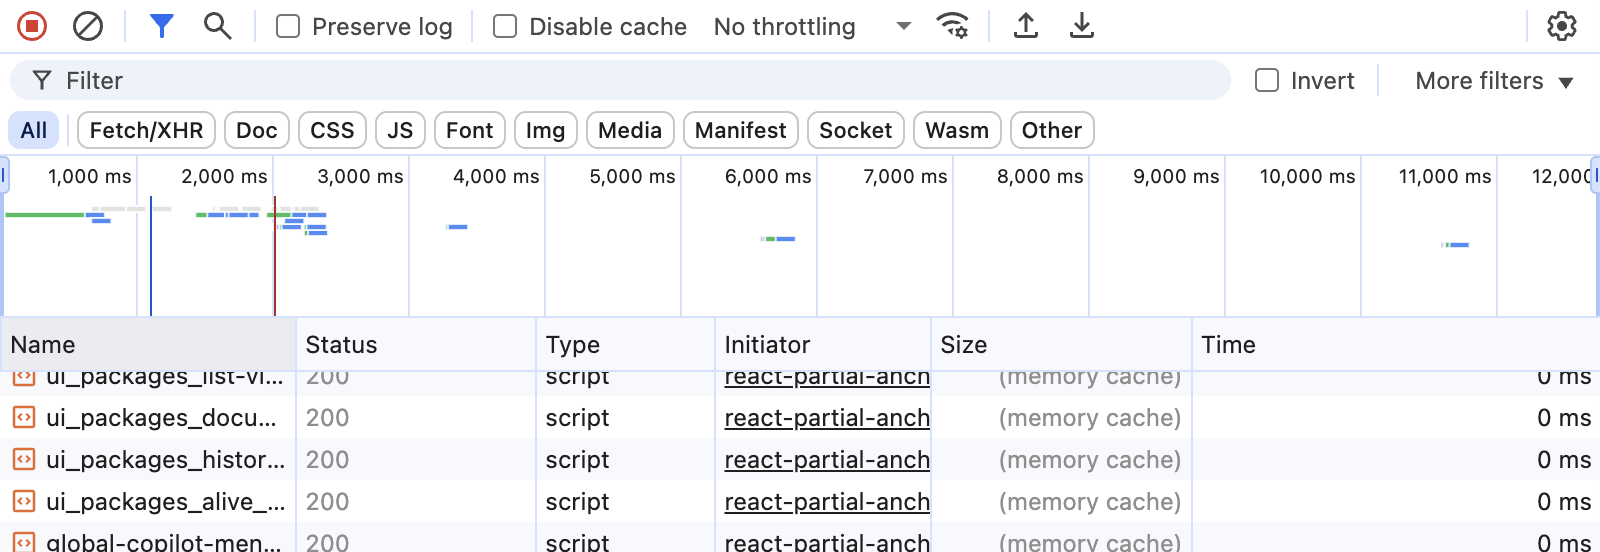 Preserve log Disable cache No throttling
Filter Invert More filters
All Fetch/XHR Doc CSS JS Font Img Media Manifest Socket Wasm Other
1,000 ms 2,000 ms 3,000 ms 4,000 ms 5,000 ms 6,000 ms 7,000 ms 8,000 ms 9,000 ms 10,000 ms 11,000 ms 12,000
Name Status Type Initiator Size Time
ui_packages_list-vi... 200 script react-partial-anch (memory cache) 0 ms
ui_packages_docu... 200 script react-partial-anch (memory cache) 0 ms
ui_packages_histor... 200 script react-partial-anch (memory cache) 0 ms
ui_packages_alive_... 200 script react-partial-anch (memory cache) 0 ms
global-copilot-men... 200 script react-partial-anch (memory cache) 0 ms